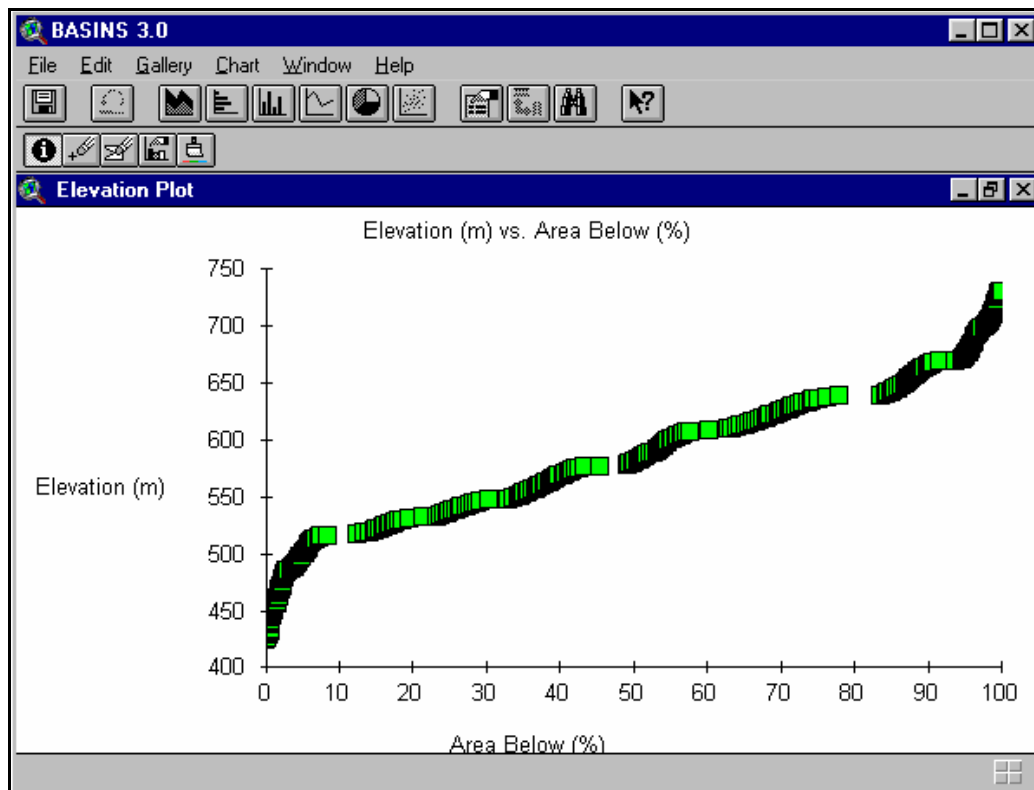 BASINS 3.0
File Edit Gallery Chart Window Help
Elevation Plot
Elevation (m) vs. Area Below (%)
750
700
650
600
Elevation (m)
550
500
450
400
0 10 20 30 40 50 60 70 80 90 100
Area Below (%)